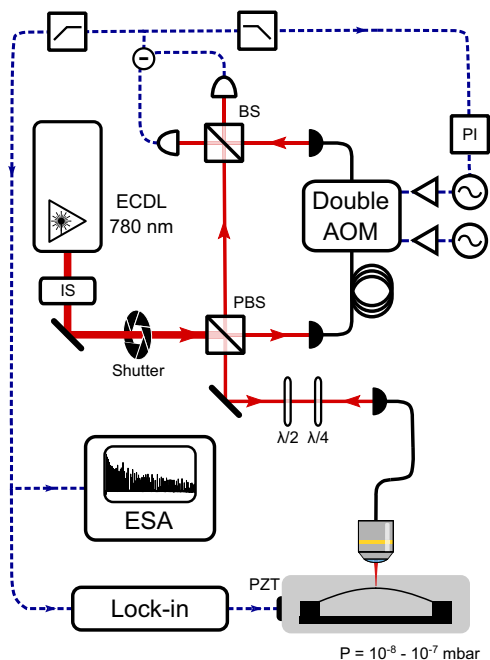 BS
PI
ECDL
780 nm
Double
AOM
IS
PBS
Shutter
λ/2 λ/4
ESA
PZT
Lock-in
P = 10⁻⁸ - 10⁻⁷ mbar